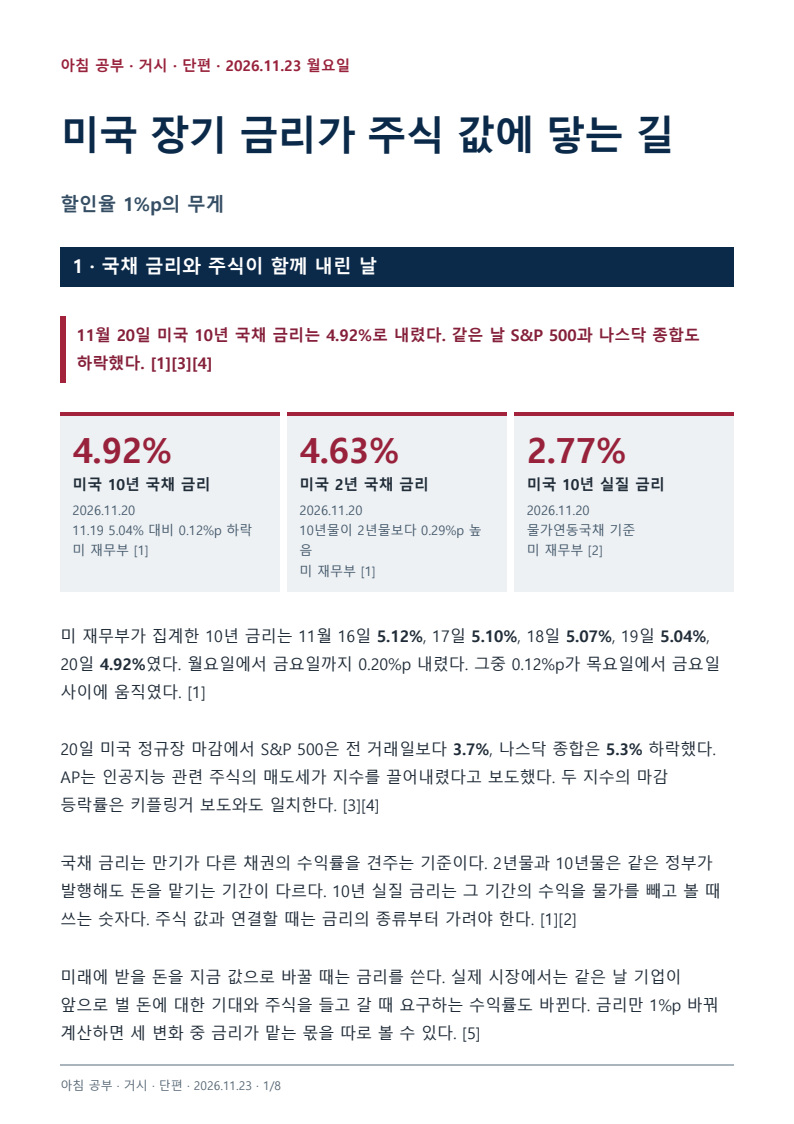 아침 공부 · 거시 · 단편 · 2026.11.23 월요일
미국 장기 금리가 주식 값에 닿는 길
할인율 1%p의 무게
1 · 국채 금리와 주식이 함께 내린 날
11월 20일 미국 10년 국채 금리는 4.92%로 내렸다. 같은 날 S&P 500과 나스닥 종합도
하락했다. [1][3][4]
4.92%
미국 10년 국채 금리
2026.11.20
11.19 5.04% 대비 0.12%p 하락
미 재무부 [1]
4.63%
미국 2년 국채 금리
2026.11.20
10년물이 2년물보다 0.29%p 높
음
미 재무부 [1]
2.77%
미국 10년 실질 금리
2026.11.20
물가연동국채 기준
미 재무부 [2]
미 재무부가 집계한 10년 금리는 11월 16일 5.12%, 17일 5.10%, 18일 5.07%, 19일 5.04%,
20일 4.92%였다. 월요일에서 금요일까지 0.20%p 내렸다. 그중 0.12%p가 목요일에서 금요일
사이에 움직였다. [1]
20일 미국 정규장 마감에서 S&P 500은 전 거래일보다 3.7%, 나스닥 종합은 5.3% 하락했다.
AP는 인공지능 관련 주식의 매도세가 지수를 끌어내렸다고 보도했다. 두 지수의 마감
등락률은 키플링거 보도와도 일치한다. [3][4]
국채 금리는 만기가 다른 채권의 수익률을 견주는 기준이다. 2년물과 10년물은 같은 정부가
발행해도 돈을 맡기는 기간이 다르다. 10년 실질 금리는 그 기간의 수익을 물가를 빼고 볼 때
쓰는 숫자다. 주식 값과 연결할 때는 금리의 종류부터 가려야 한다. [1][2]
미래에 받을 돈을 지금 값으로 바꿀 때는 금리를 쓴다. 실제 시장에서는 같은 날 기업이
앞으로 벌 돈에 대한 기대와 주식을 들고 갈 때 요구하는 수익률도 바뀐다. 금리만 1%p 바꿔
계산하면 세 변화 중 금리가 맡는 몫을 따로 볼 수 있다. [5]
아침 공부 · 거시 · 단편 · 2026.11.23 · 1/8